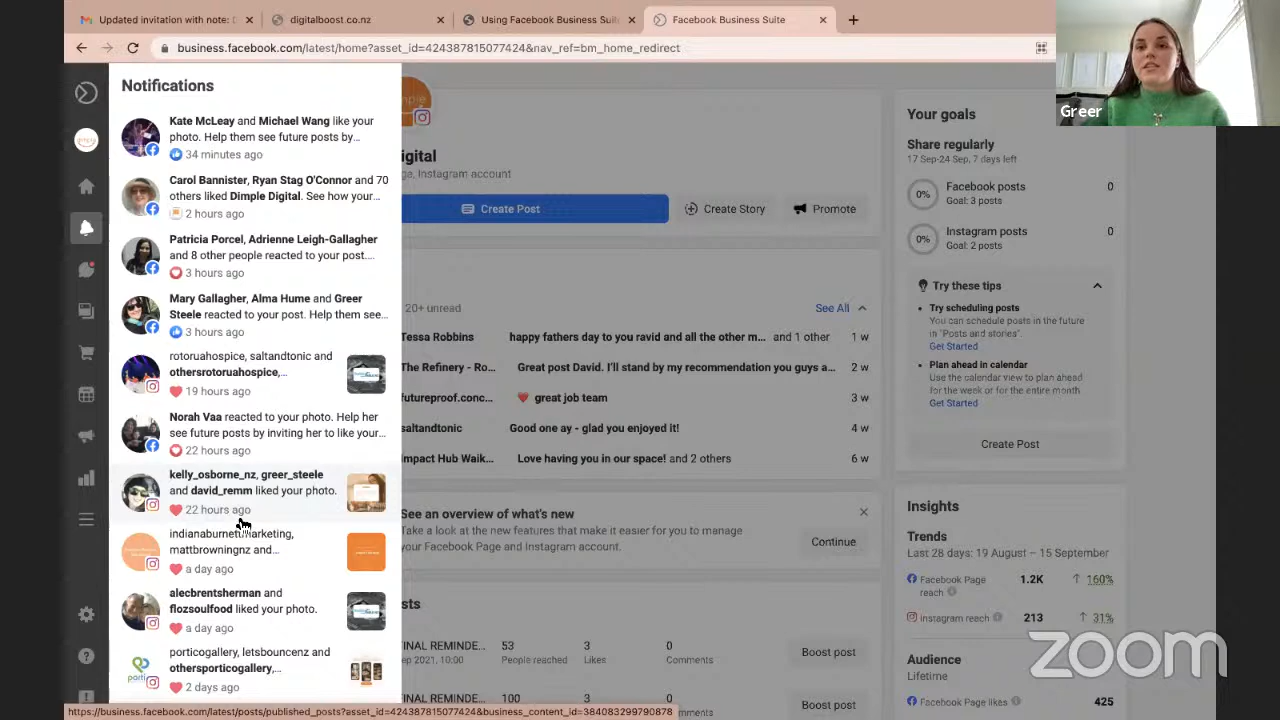 Updated invitation with note:
digitalboost.co.nz
Using Facebook Business Suite
Facebook Business Suite
business.facebook.com/latest/home?asset_id=424387815077424&nav_ref=bm_home_redirect
Greer
Notifications
Kate McLeay and Michael Wang like your
photo. Help them see future posts by...
34 minutes ago
Carol Bannister, Ryan Stag O'Connor and 70
others liked Dimple Digital. See how your...
2 hours ago
Patricia Porcel, Adrienne Leigh-Gallagher
and 8 other people reacted to your post....
3 hours ago
Mary Gallagher, Alma Hume and Greer
Steele reacted to your post. Help them see...
3 hours ago
rotoruahospice, saltandtonic and
othersrotoruahospice,...
19 hours ago
Norah Vaa reacted to your photo. Help her
see future posts by inviting her to like your...
22 hours ago
kelly_osborne_nz, greer_steele
and david_remm liked your photo.
22 hours ago
indianaburnetmarketing,
mattbrowningnz and...
a day ago
alecbrentsherman and
flozsoulfood liked your photo.
a day ago
porticogallery, letsbouncenz and
othersporticogallery,...
2 days ago
igital
ge, Instagram account
Create Post
Create Story
Promote
20+ unread
See All
Tessa Robbins happy fathers day to you ravid and all the other m... and 1 other 1 w
The Refinery - Ro... Great post David. I'll stand by my recommendation you guys a... 2 w
futureproof.conc... ❤️ great job team 3 w
saltandtonic Good one ay - glad you enjoyed it! 4 w
Impact Hub Waik... Love having you in our space! and 2 others 6 w
See an overview of what's new
Take a look at the new features that make it easier for you to manage
your Facebook Page and Instagram account.
Continue
sts
INAL REMINDE... 53 3 0
ep 2021, 10:00 People reached Likes Comments
Boost post
INAL REMINDE... 100 3 0
People reached Likes Comments
Boost post
Your goals
Share regularly
17 Sep-24 Sep, 7 days left
0% Facebook posts 0
Goal: 3 posts
0% Instagram posts 0
Goal: 2 posts
Try these tips
• Try scheduling posts
You can schedule posts in the future
in "Posts and stories".
Get Started
• Plan ahead in calendar
Use the calendar view to plan ahead
for the week or for the entire month.
Get Started
Create Post
Insights
Trends
Last 28 days: 19 August – 15 September
Facebook Page 1.2K ↑ 160%
reach
Instagram reach 213 ↑ 31%
Audience
Lifetime
Facebook Page likes 425
zoom
https://business.facebook.com/latest/posts/published_posts?asset_id=424387815077424&business_content_id=384083299790878